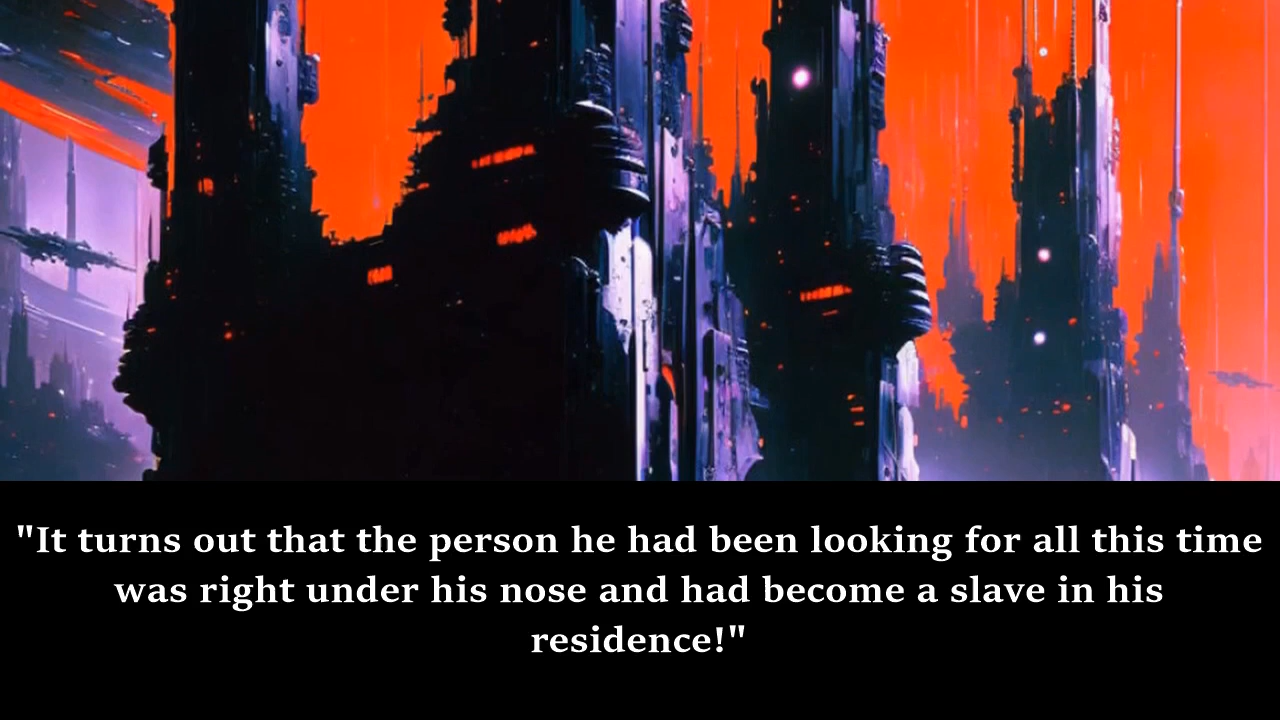 "It turns out that the person he had been looking for all this time
was right under his nose and had become a slave in his
residence!"